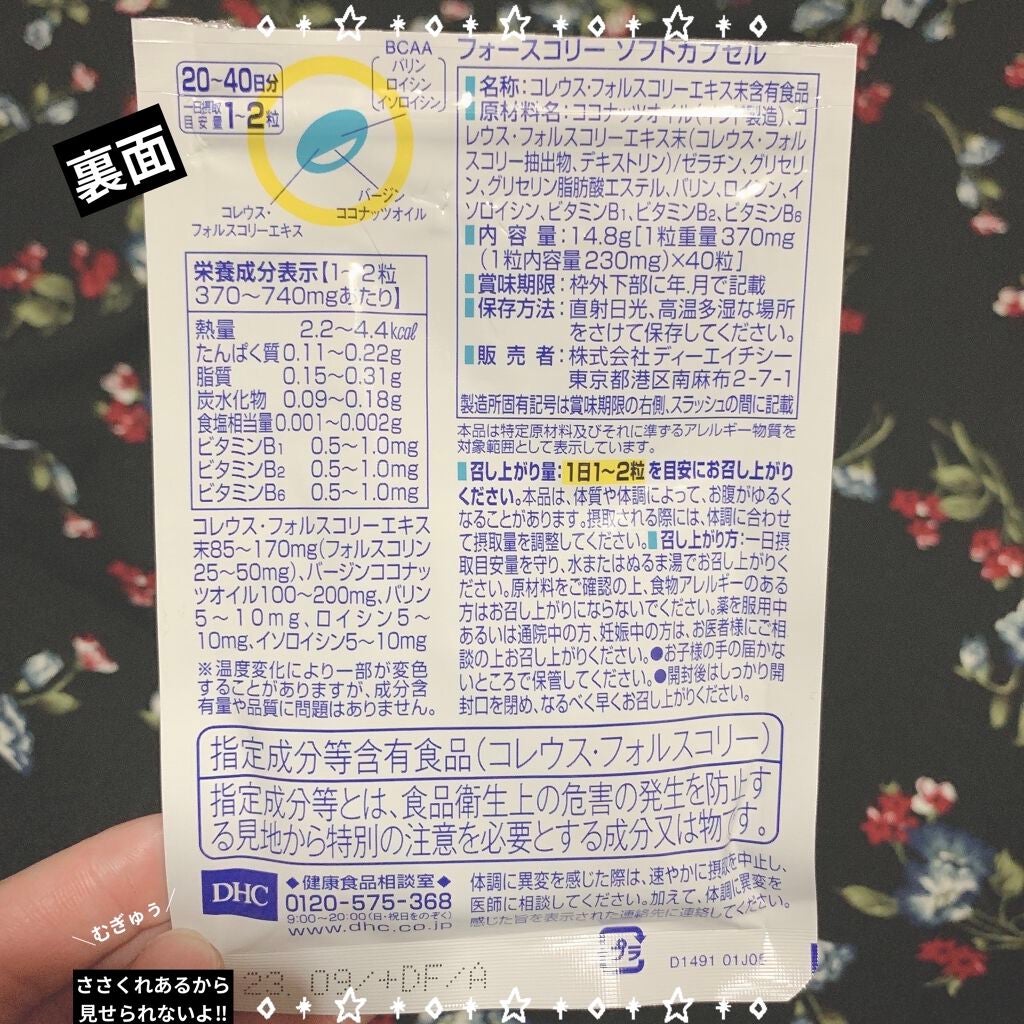 裏面
20〜40日分
一日摂取目安量 1〜2粒
BCAA
バリン
ロイシン
イソロイシン
コレウス・
フォルスコリーエキス
バージン
ココナッツオイル
栄養成分表示【1〜2粒
370〜740mgあたり】
熱量 2.2〜4.4kcal
たんぱく質 0.11〜0.22g
脂質 0.15〜0.31g
炭水化物 0.09〜0.18g
食塩相当量 0.001〜0.002g
ビタミンB1 0.5〜1.0mg
ビタミンB2 0.5〜1.0mg
ビタミンB6 0.5〜1.0mg
コレウス・フォルスコリーエキス
末85〜170mg(フォルスコリン
25〜50mg)、バージンココナッ
ツオイル100〜200mg、バリン
5〜10mg、ロイシン5〜
10mg、イソロイシン5〜10mg
※温度変化により一部が変色
することがありますが、成分含
有量や品質に問題はありません。
フォースコリー ソフトカプセル
名称:コレウス・フォルスコリーエキス末含有食品
原材料名:ココナッツオイル(インド製造)、コ
レウス・フォルスコリーエキス末(コレウス・フォル
スコリー抽出物、デキストリン)/ゼラチン、グリセリ
ン、グリセリン脂肪酸エステル、バリン、ロイシン、イ
ソロイシン、ビタミンB1、ビタミンB2、ビタミンB6
内容量:14.8g[1粒重量370mg
(1粒内容量230mg)×40粒]
賞味期限:枠外下部に年.月で記載
保存方法:直射日光、高温多湿な場所
をさけて保存してください。
販売者:株式会社ディーエイチシー
東京都港区南麻布2-7-1
製造所固有記号は賞味期限の右側、スラッシュの間に記載
本品は特定原材料及びそれに準ずるアレルギー物質を
対象範囲として表示しています。
召し上がり量:1日1〜2粒を目安にお召し上がり
ください。本品は、体質や体調によって、お腹がゆるく
なることがあります。摂取される際には、体調に合わせ
て摂取量を調整してください。召し上がり方:一日摂
取目安量を守り、水またはぬるま湯でお召し上がりく
ださい。原材料をご確認の上、食物アレルギーのある
方はお召し上がりにならないでください。薬を服用中
あるいは通院中の方、妊娠中の方は、お医者様にご相
談の上お召し上がりください。●お子様の手の届かな
いところで保管してください。●開封後はしっかり開
封口を閉め、なるべく早くお召し上がりください。
指定成分等含有食品(コレウス・フォルスコリー)
指定成分等とは、食品衛生上の危害の発生を防止す
る見地から特別の注意を必要とする成分又は物です。
DHC
◆健康食品相談室◆
0120-575-368
9:00〜20:00(日・祝日をのぞく)
www.dhc.co.jp
体調に異変を感じた際は、速やかに摂取を中止し、
医師に相談してください。加えて、体調に異変を
感じた旨を表示された連絡先に連絡してください。
プラ
D1491 01J05
23. 09/+DF/A
\むぎゅう/
ささくれあるから
見せられないよ!!